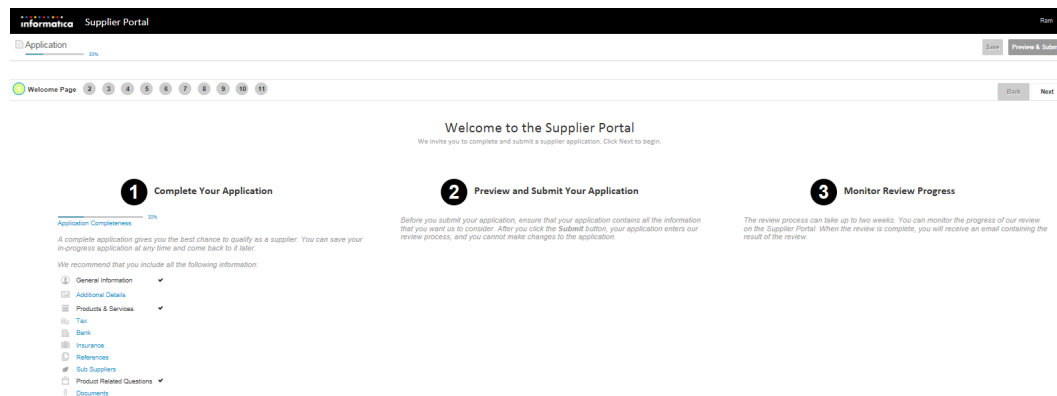 informatica Supplier Portal
Ram
Application
33%
Save
Preview & Subm
Welcome Page 2 3 4 5 6 7 8 9 10 11
Back
Next
Welcome to the Supplier Portal
We invite you to complete and submit a supplier application. Click Next to begin.
1 Complete Your Application
33%
Application Completeness
A complete application gives you the best chance to qualify as a supplier. You can save your
in-progress application at any time and come back to it later.
We recommend that you include all the following information:
General Information
Additional Details
Products & Services
Tax
Bank
Insurance
References
Sub Suppliers
Product Related Questions
Documents
2 Preview and Submit Your Application
Before you submit your application, ensure that your application contains all the information
that you want us to consider. After you click the Submit button, your application enters our
review process, and you cannot make changes to the application.
3 Monitor Review Progress
The review process can take up to two weeks. You can monitor the progress of our review
on the Supplier Portal. When the review is complete, you will receive an email containing the
result of the review.